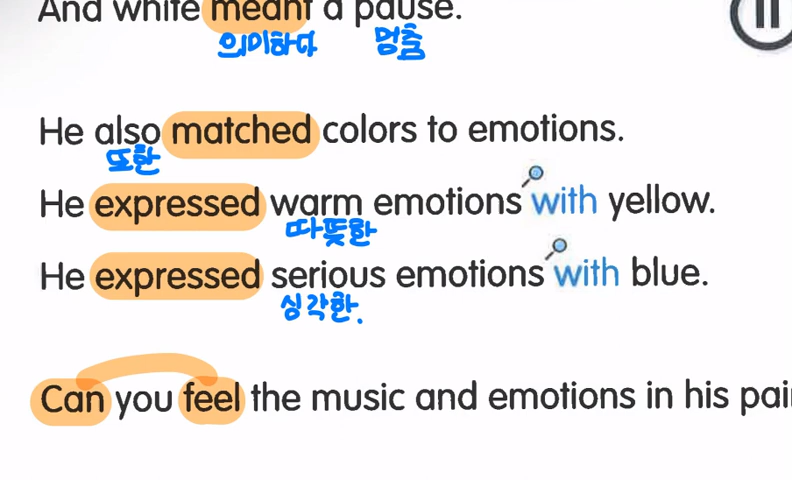 And white meant a pause.
의미하다 멈춤
He also matched colors to emotions.
또한
He expressed warm emotions with yellow.
따뜻한
He expressed serious emotions with blue.
심각한.
Can you feel the music and emotions in his